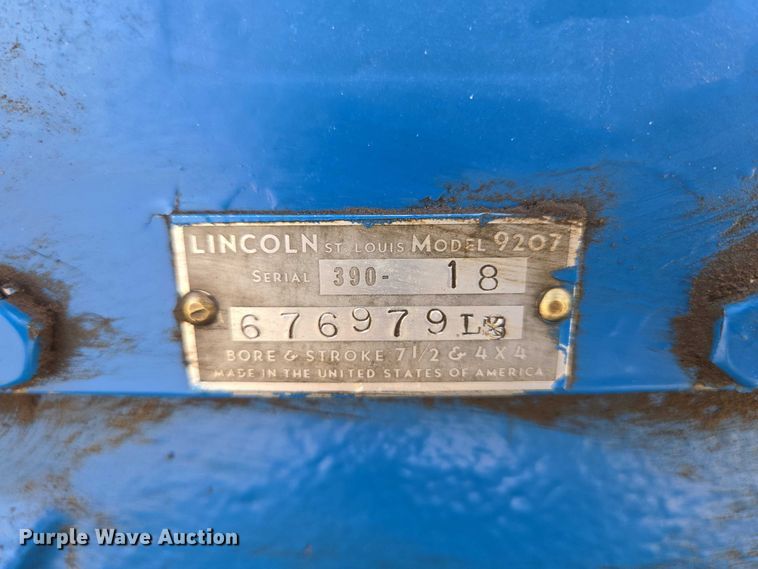 LINCOLN ST. LOUIS MODEL 9207
SERIAL 390- 18
676979L
BORE & STROKE 7 1/2 & 4 X 4
MADE IN THE UNITED STATES OF AMERICA
Purple Wave Auction